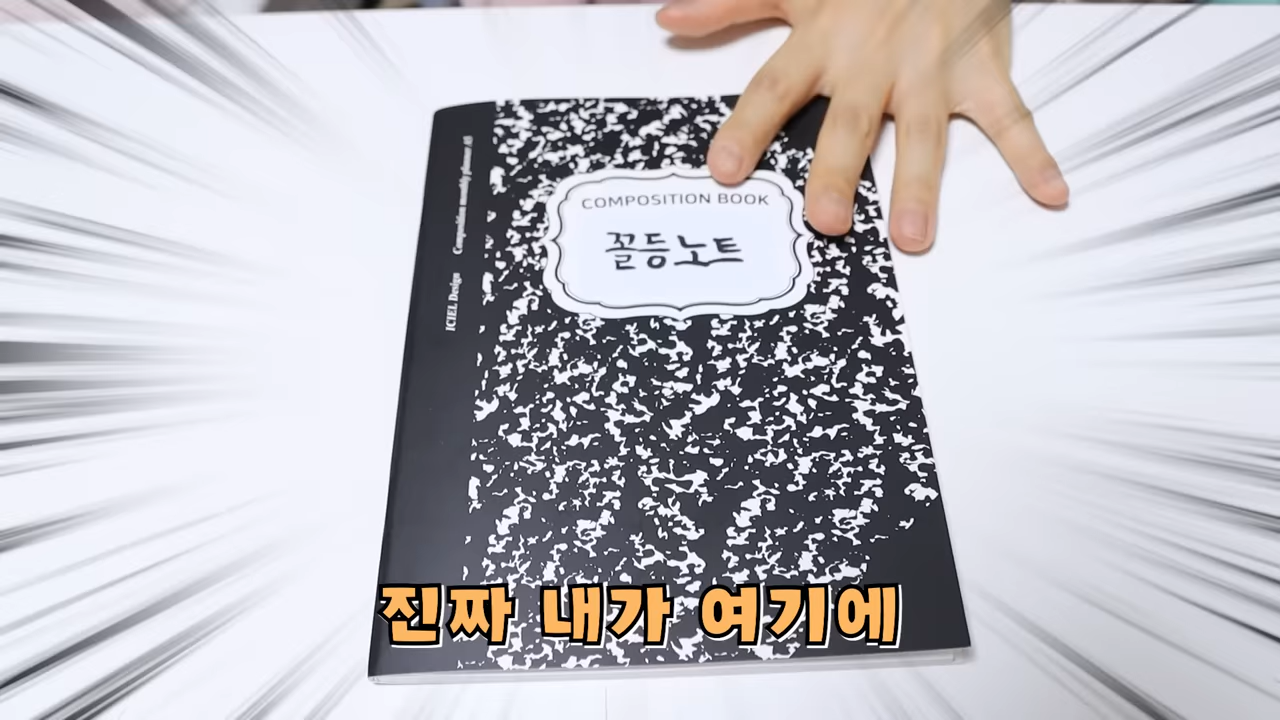 COMPOSITION BOOK
꼴등노트
ICIEL Design Composition monthly planner A5
진짜 내가 여기에